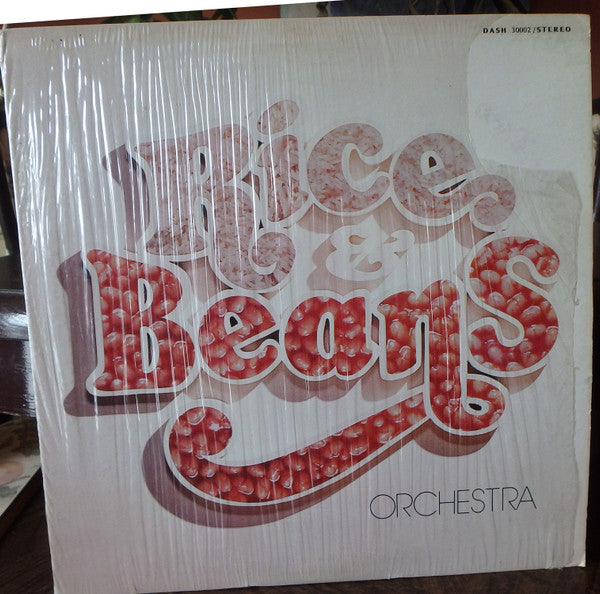 DASH 30002/STEREO
Rice
&
Beans
ORCHESTRA